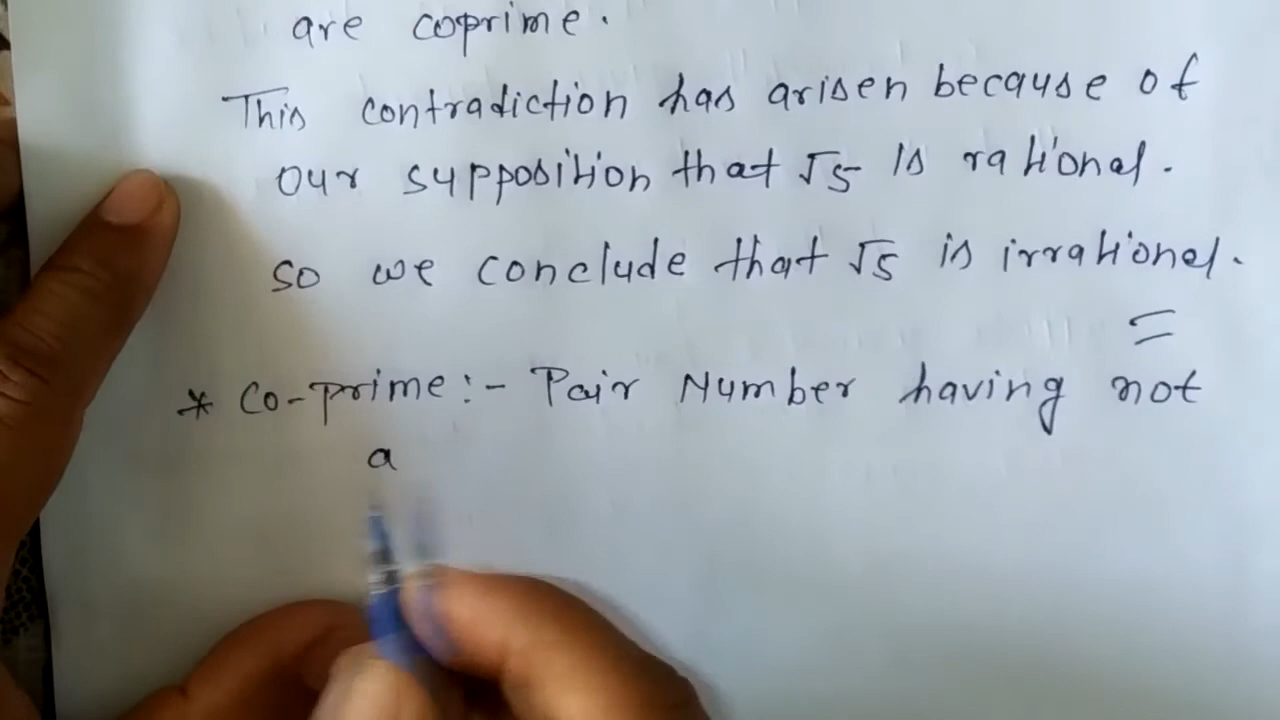 are coprime.
This contradiction has arisen because of
our supposition that √5 is rational.
so we conclude that √5 is irrational.
=
* Co-prime:- Pair Number having not
a